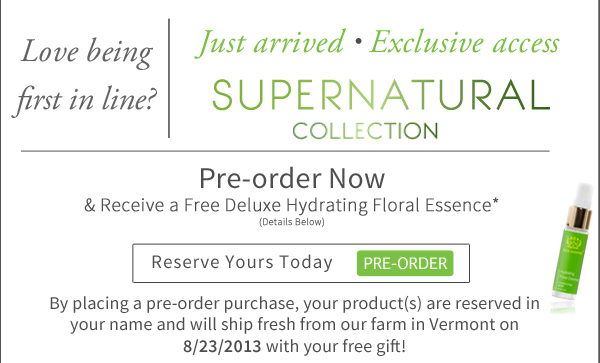 Love being
first in line?
Just arrived • Exclusive access
SUPERNATURAL
COLLECTION
Pre-order Now
& Receive a Free Deluxe Hydrating Floral Essence*
(Details Below)
Reserve Yours Today PRE-ORDER
By placing a pre-order purchase, your product(s) are reserved in
your name and will ship fresh from our farm in Vermont on
8/23/2013 with your free gift!